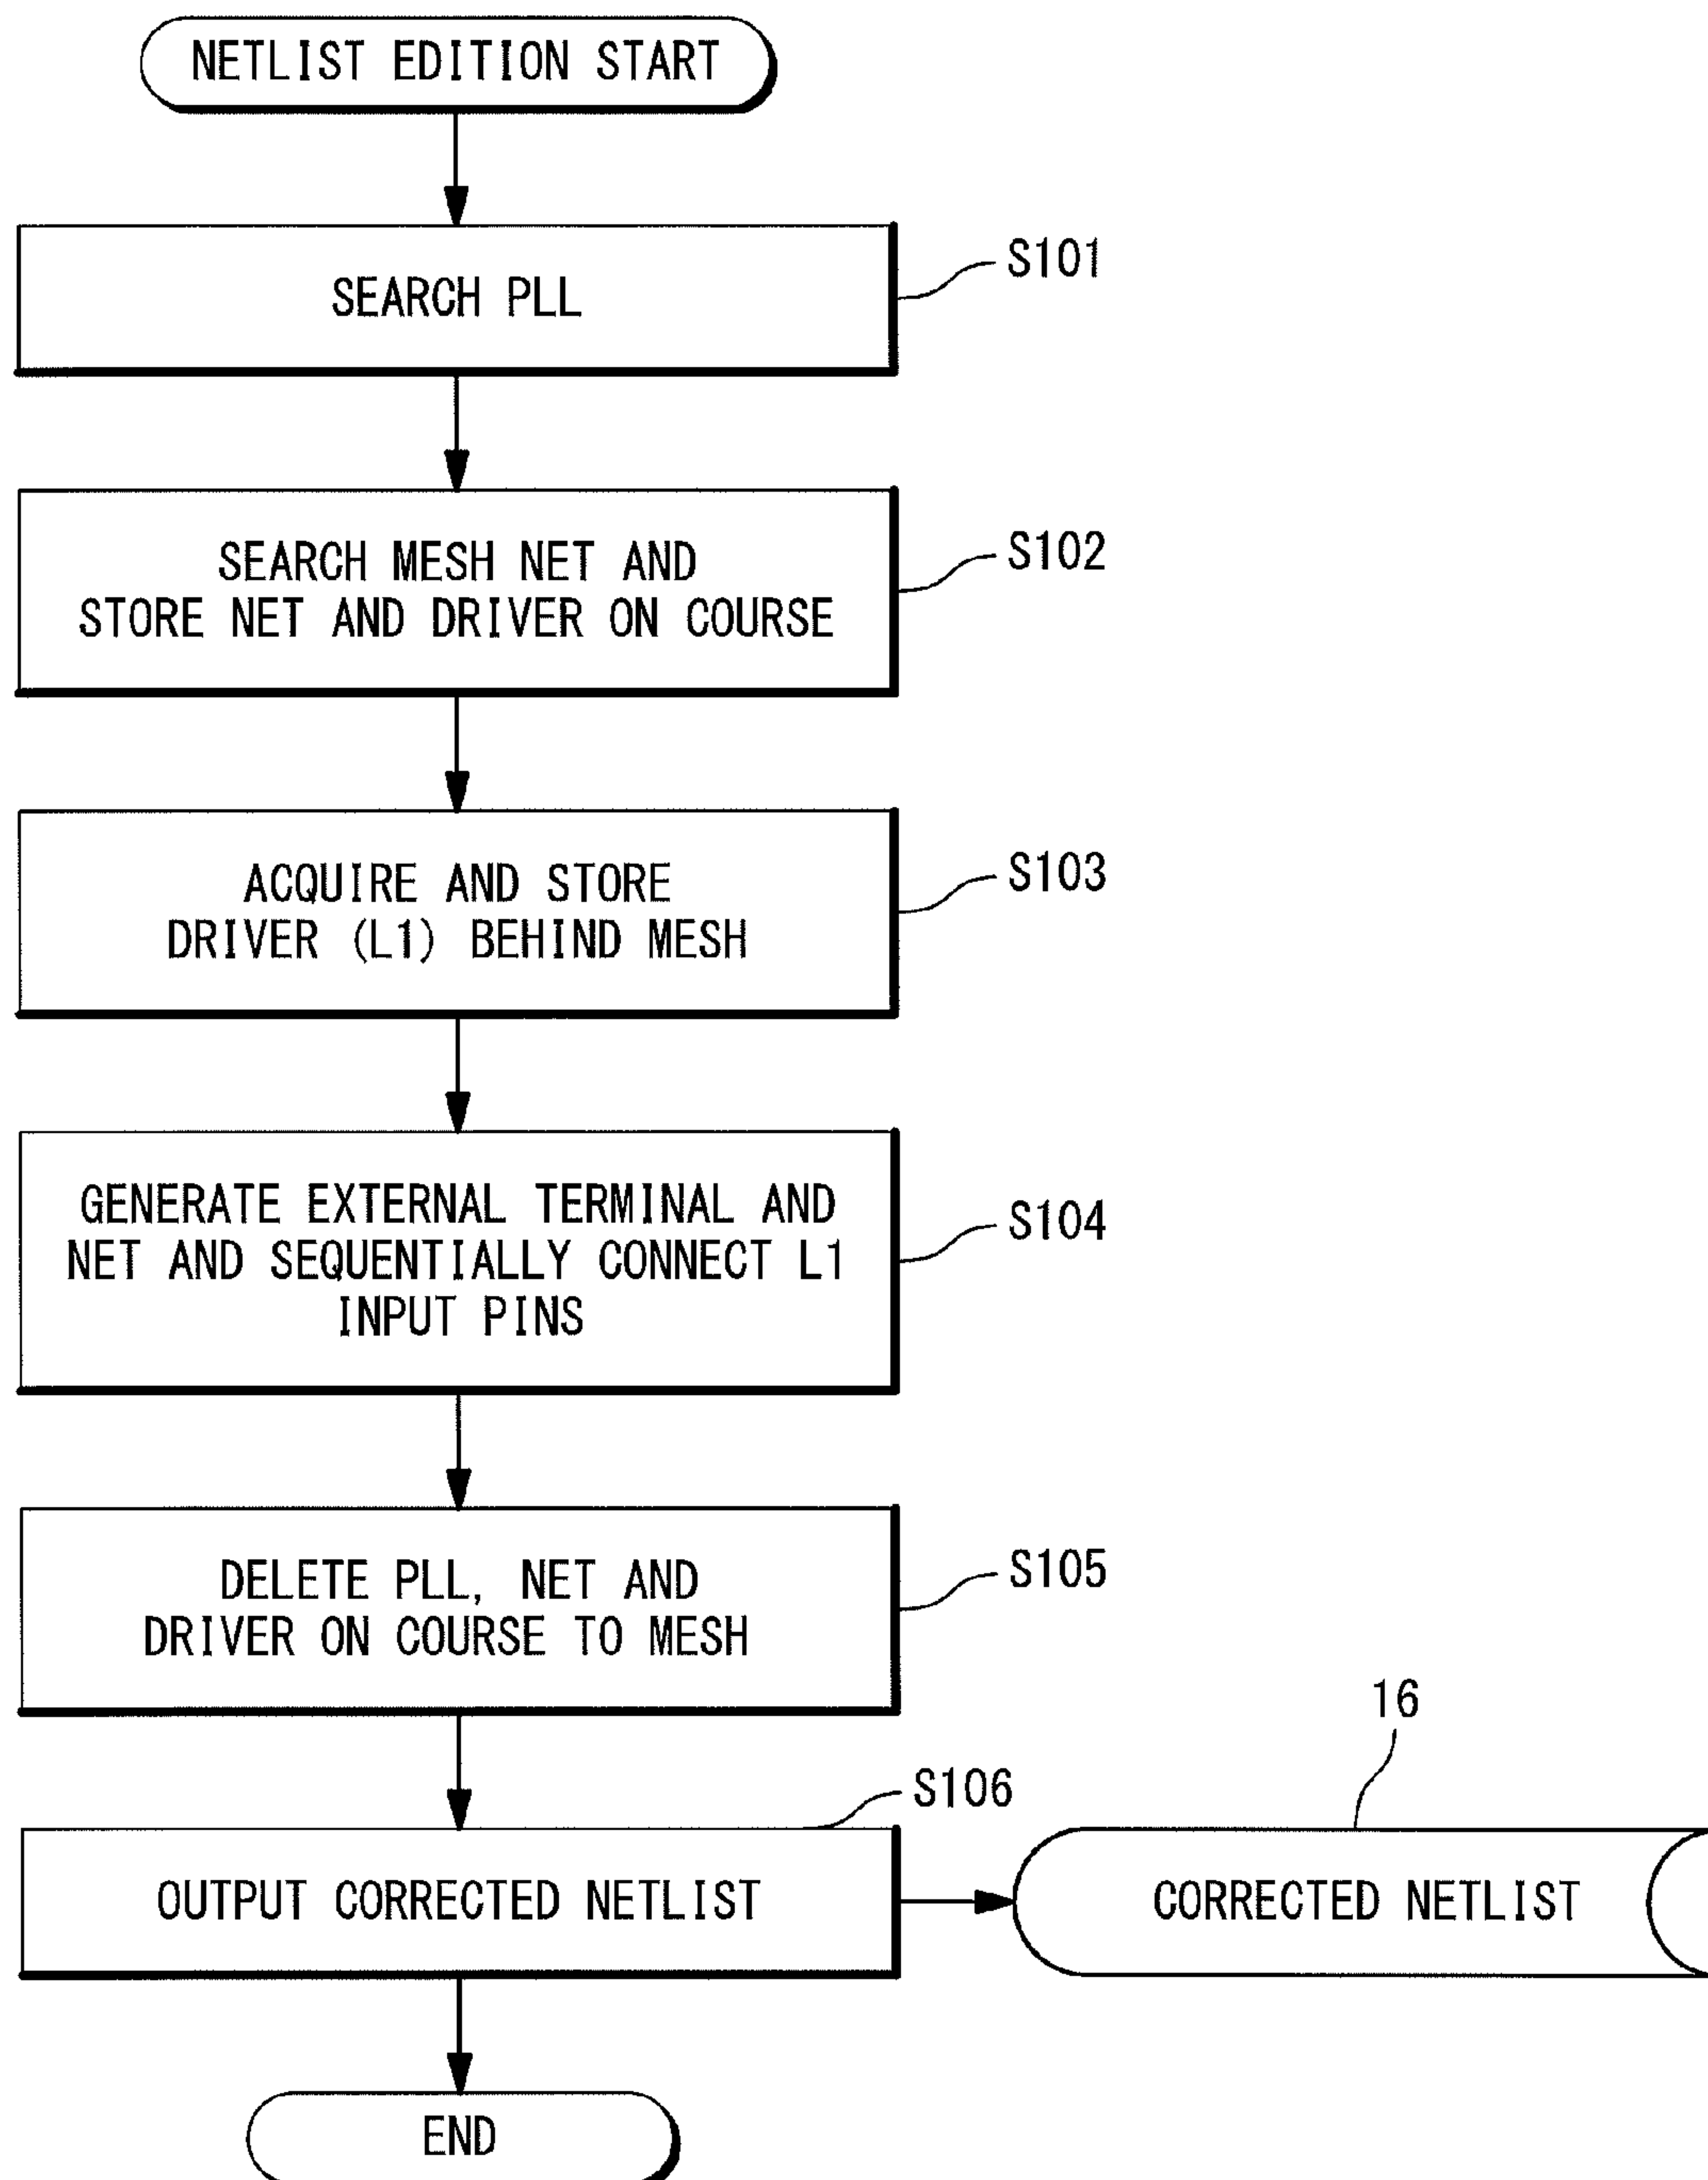 NETLIST EDITION START
SEARCH PLL
S101
SEARCH MESH NET AND
STORE NET AND DRIVER ON COURSE
S102
ACQUIRE AND STORE
DRIVER (L1) BEHIND MESH
S103
GENERATE EXTERNAL TERMINAL AND
NET AND SEQUENTIALLY CONNECT L1
INPUT PINS
S104
DELETE PLL, NET AND
DRIVER ON COURSE TO MESH
S105
OUTPUT CORRECTED NETLIST
S106
CORRECTED NETLIST
16
END